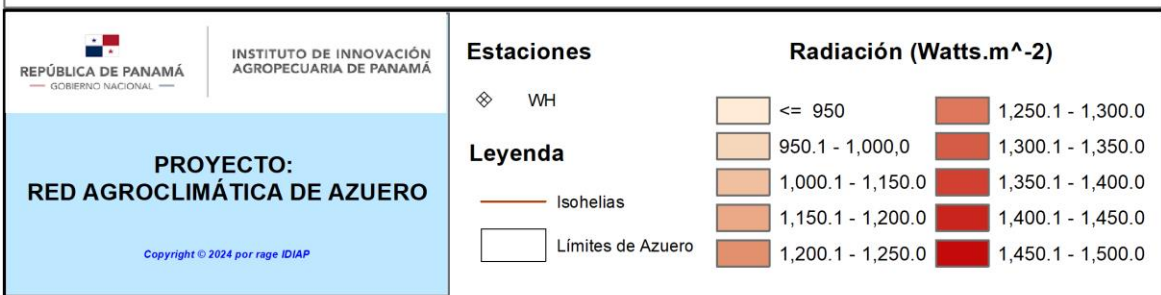 REPÚBLICA DE PANAMÁ
GOBIERNO NACIONAL
INSTITUTO DE INNOVACIÓN
AGROPECUARIA DE PANAMÁ
PROYECTO:
RED AGROCLIMÁTICA DE AZUERO
Copyright © 2024 por rage IDIAP
Estaciones
WH
Leyenda
Isohelias
Límites de Azuero
Radiación (Watts.m^-2)
<= 950
950.1 - 1,000,0
1,000.1 - 1,150.0
1,150.1 - 1,200.0
1,200.1 - 1,250.0
1,250.1 - 1,300.0
1,300.1 - 1,350.0
1,350.1 - 1,400.0
1,400.1 - 1,450.0
1,450.1 - 1,500.0